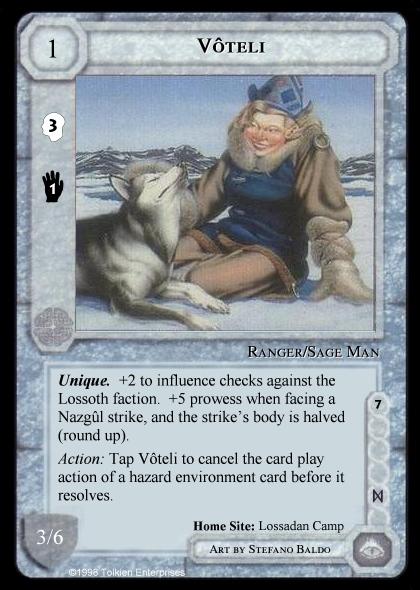 1
VÔTELI
3
1
RANGER/SAGE MAN
Unique. +2 to influence checks against the
Lossoth faction. +5 prowess when facing a
Nazgûl strike, and the strike's body is halved
(round up).
Action: Tap Vôteli to cancel the card play
action of a hazard environment card before it
resolves.
7
Home Site: Lossadan Camp
3/6
ART BY STEFANO BALDO
©1998 Tolkien Enterprises